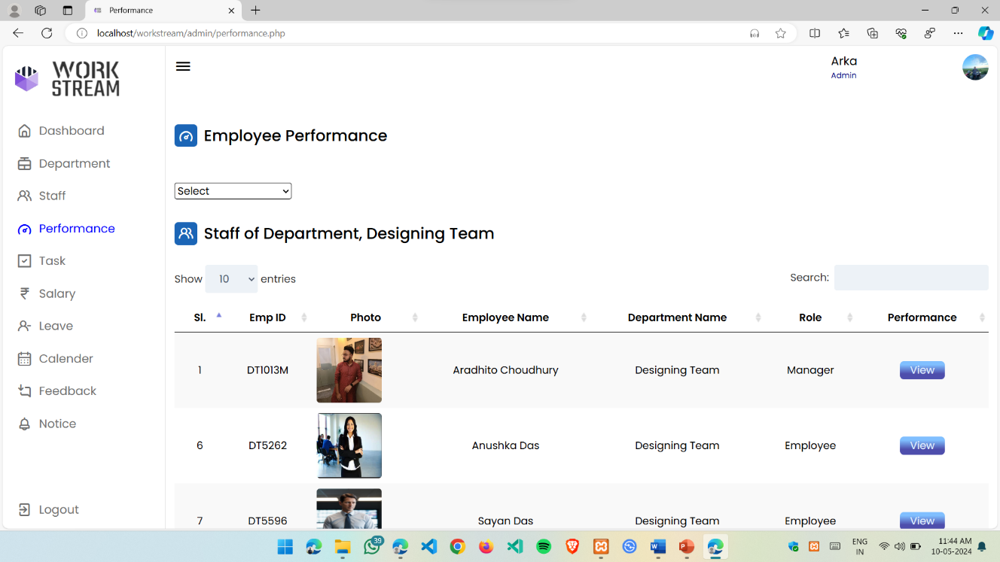 Performance
localhost/workstream/admin/performance.php
WORK
STREAM
Arka
Admin
Dashboard
Department
Staff
Performance
Task
Salary
Leave
Calender
Feedback
Notice
Logout
Employee Performance
Select
Staff of Department, Designing Team
Show 10 entries
Search:
Sl. Emp ID Photo Employee Name Department Name Role Performance
1 DT1013M Aradhito Choudhury Designing Team Manager View
6 DT5262 Anushka Das Designing Team Employee View
7 DT5596 Sayan Das Designing Team Employee View
39
ENG
IN
11:44 AM
10-05-2024